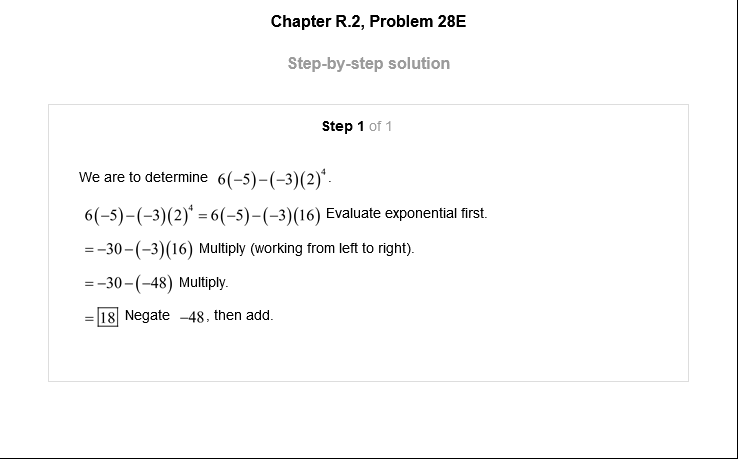 Chapter R.2, Problem 28E
Step-by-step solution
Step 1 of 1
We are to determine 6(−5)−(−3)(2)⁴.
6(−5)−(−3)(2)⁴ = 6(−5)−(−3)(16) Evaluate exponential first.
= −30−(−3)(16) Multiply (working from left to right).
= −30−(−48) Multiply.
= 18 Negate −48, then add.